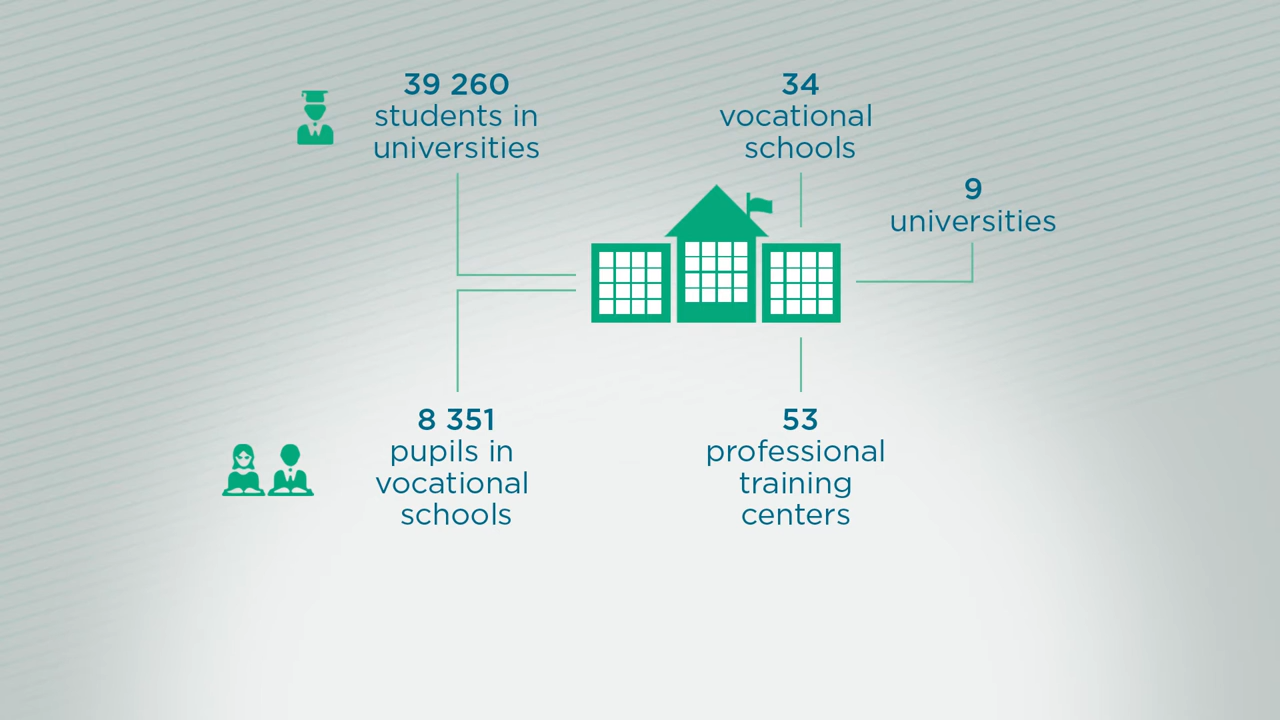 39 260
students in
universities
34
vocational
schools
9
universities
8 351
pupils in
vocational
schools
53
professional
training
centers